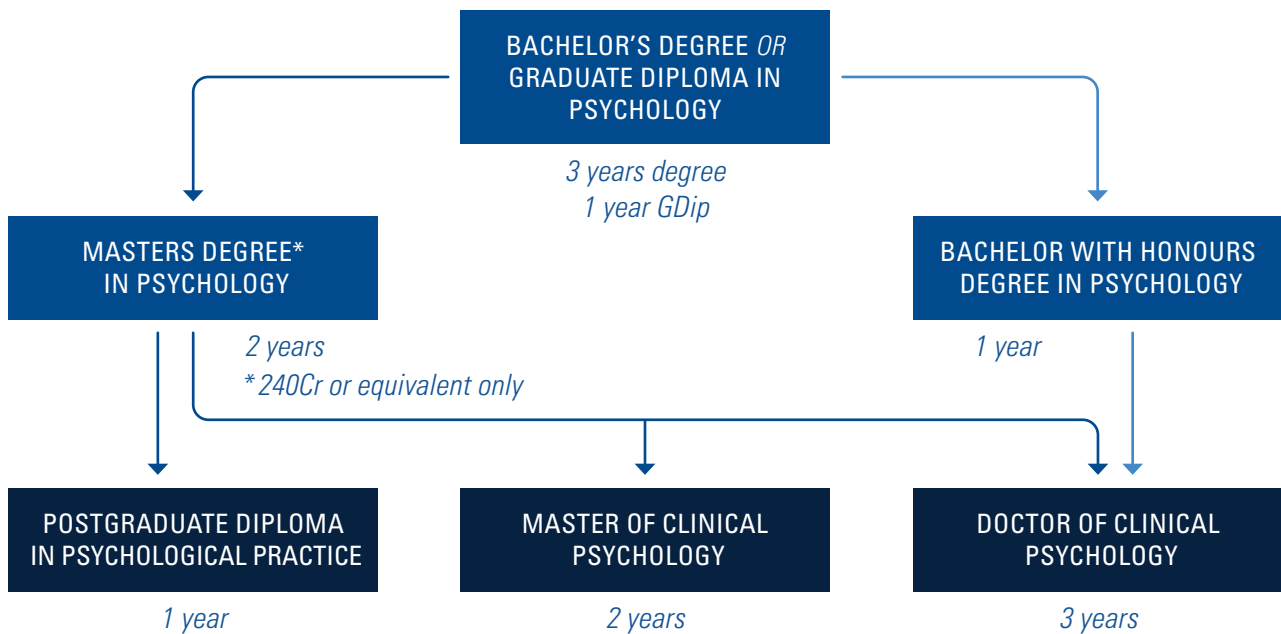 BACHELOR'S DEGREE OR
GRADUATE DIPLOMA IN
PSYCHOLOGY
3 years degree
1 year GDip
MASTERS DEGREE*
IN PSYCHOLOGY
2 years
*240Cr or equivalent only
BACHELOR WITH HONOURS
DEGREE IN PSYCHOLOGY
1 year
POSTGRADUATE DIPLOMA
IN PSYCHOLOGICAL PRACTICE
1 year
MASTER OF CLINICAL
PSYCHOLOGY
2 years
DOCTOR OF CLINICAL
PSYCHOLOGY
3 years